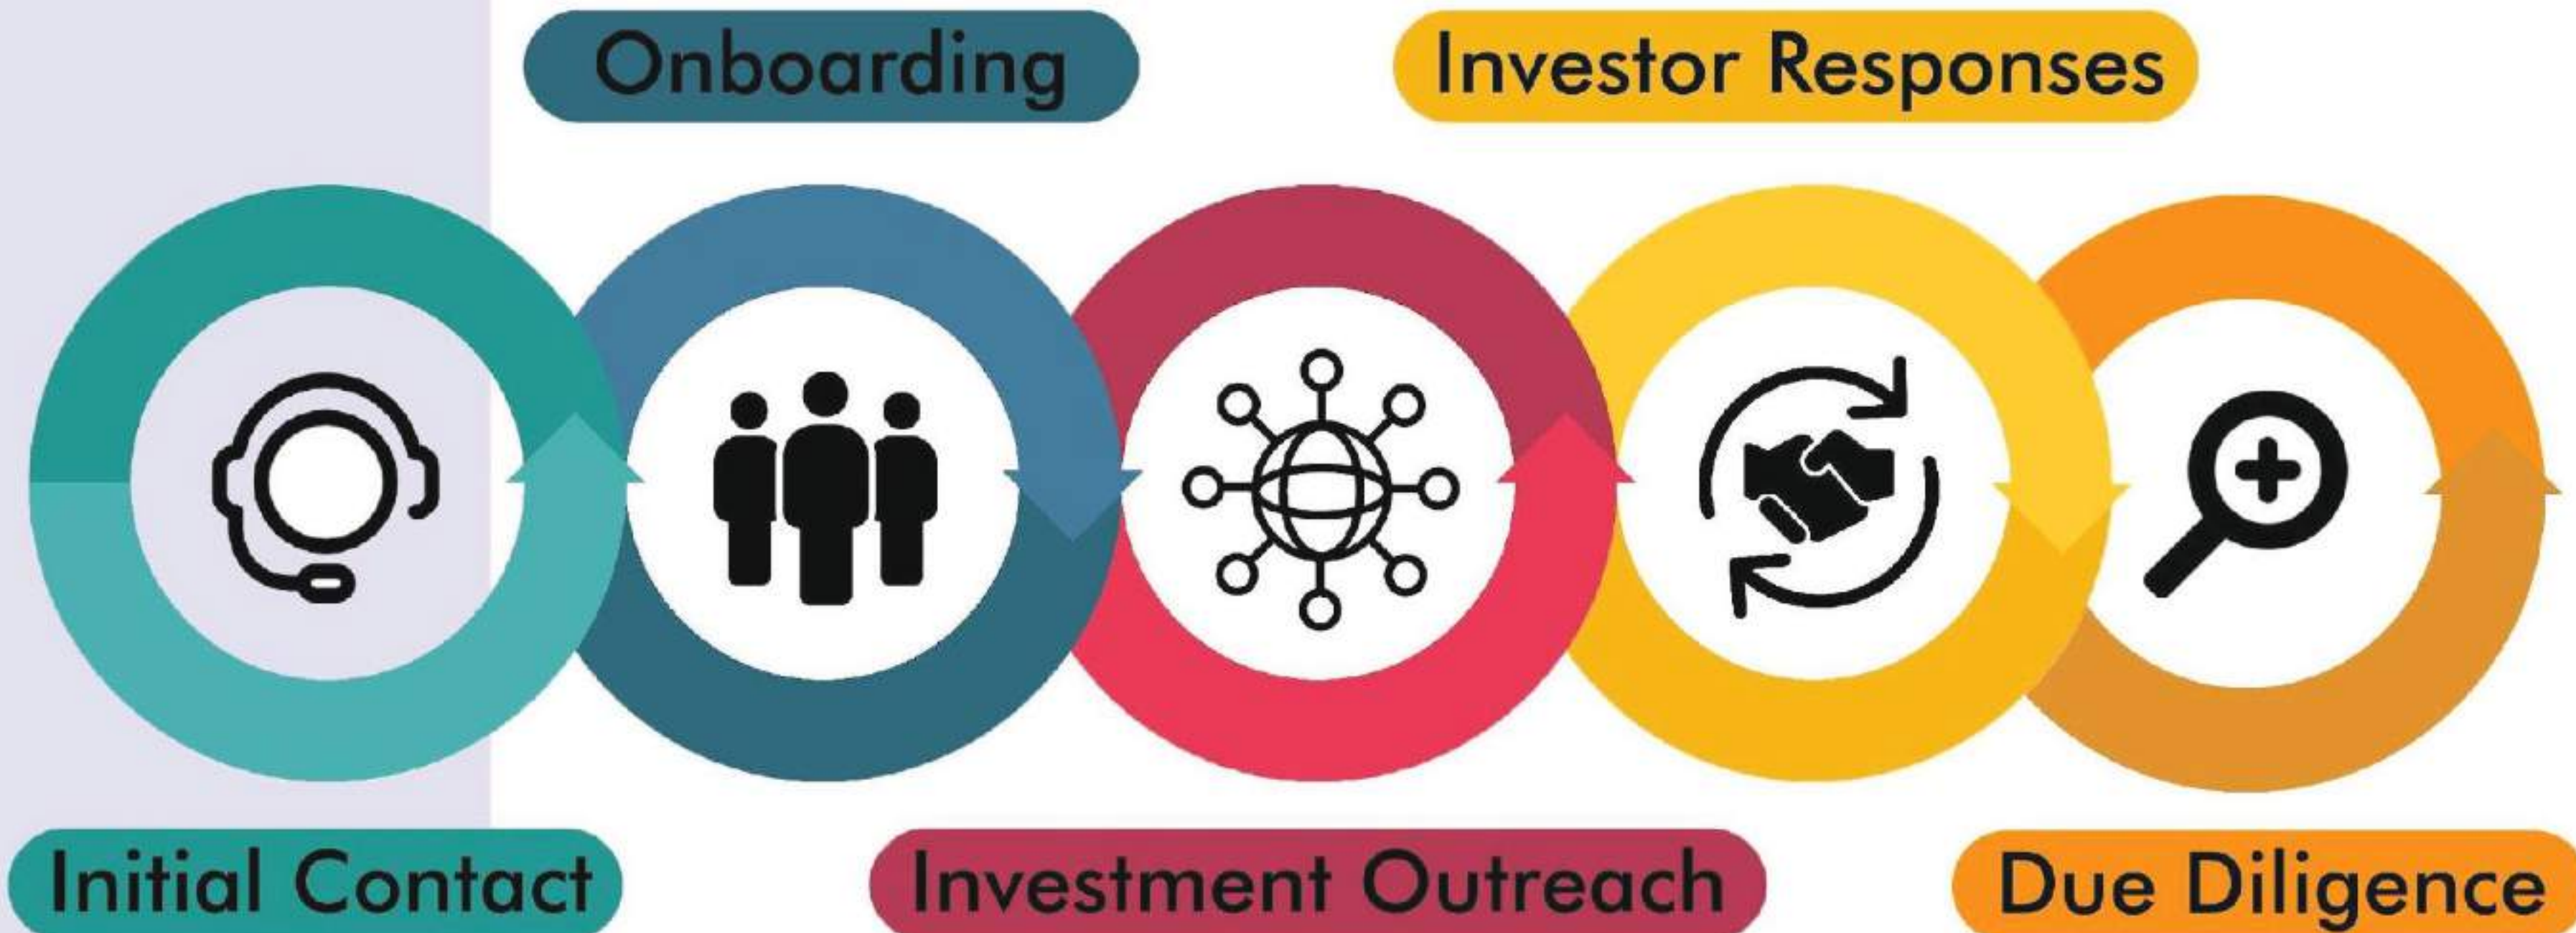 Onboarding
Investor Responses
Initial Contact
Investment Outreach
Due Diligence